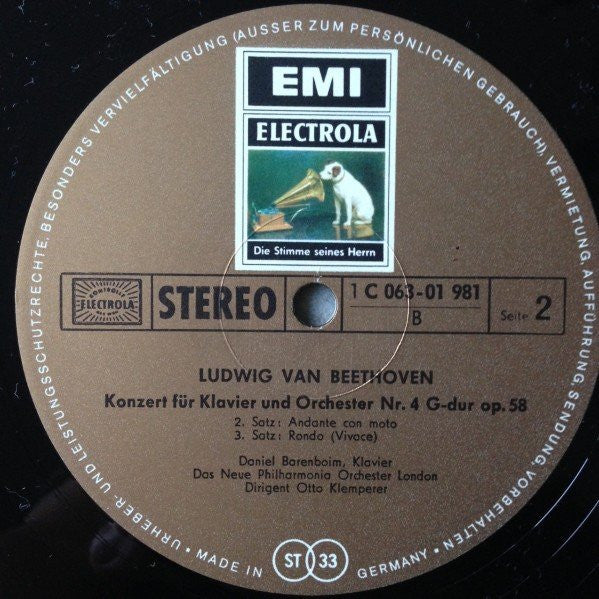 URHEBER- UND LEISTUNGSSCHUTZRECHTE, BESONDERS VERVIELFÄLTIGUNG (AUSSER ZUM PERSÖNLICHEN GEBRAUCH), VERMIETUNG, AUFFÜHRUNG, SENDUNG, VORBEHALTEN
EMI
ELECTROLA
Die Stimme seines Herrn
ELECTROLA
STEREO
1 C 063-01 981
B
Seite 2
LUDWIG VAN BEETHOVEN
Konzert für Klavier und Orchester Nr. 4 G-dur op. 58
2. Satz: Andante con moto
3. Satz: Rondo (Vivace)
Daniel Barenboim, Klavier
Das Neue Philharmonia Orchester London
Dirigent Otto Klemperer
• MADE IN GERMANY •
ST 33